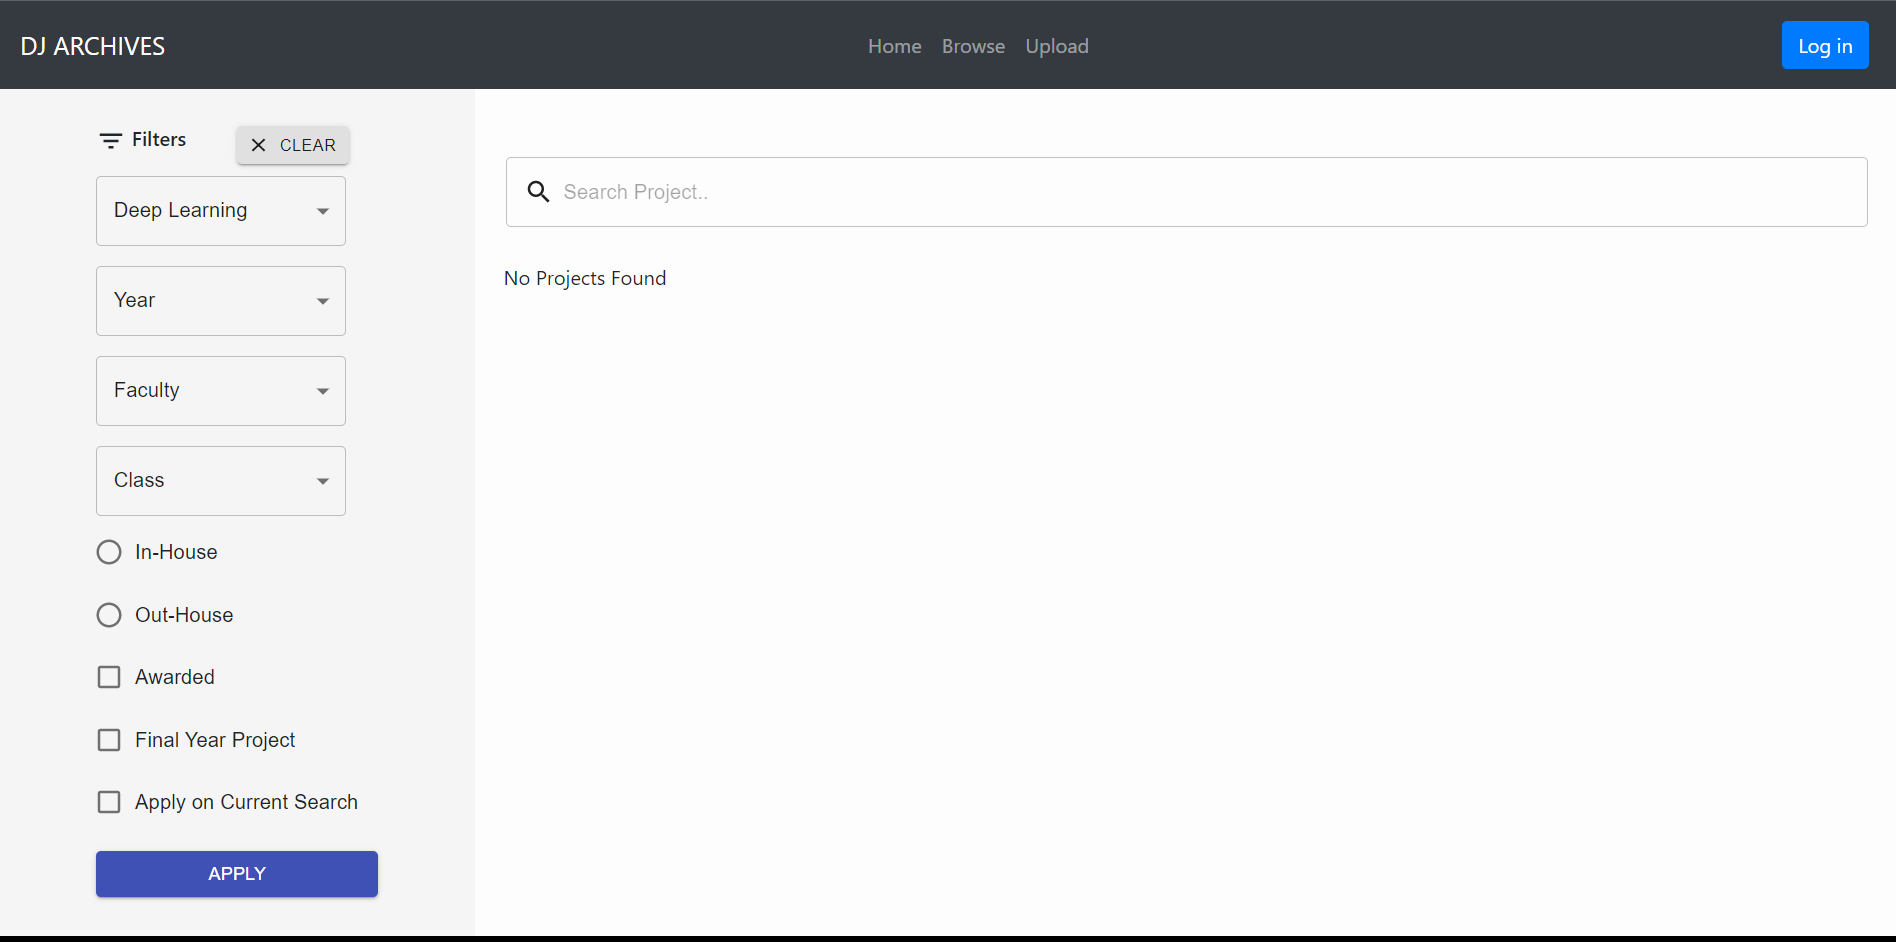 DJ ARCHIVES
Home Browse Upload
Log in
Filters
CLEAR
Deep Learning
Year
Faculty
Class
In-House
Out-House
Awarded
Final Year Project
Apply on Current Search
APPLY
Search Project..
No Projects Found